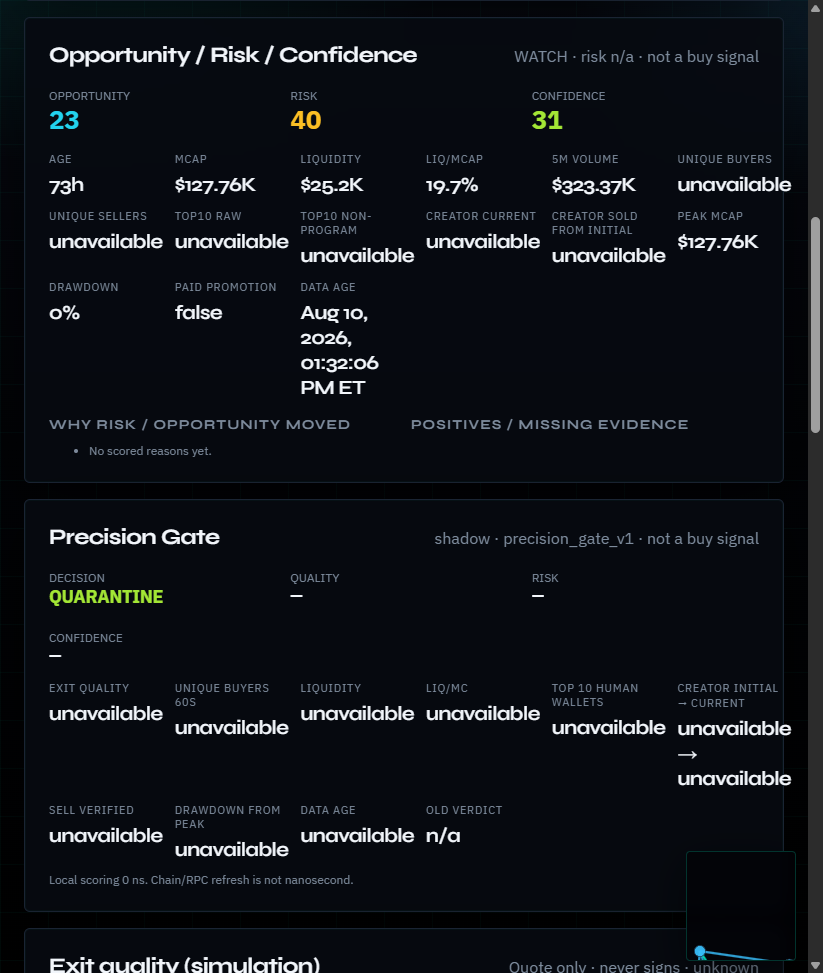 Opportunity / Risk / Confidence
WATCH · risk n/a · not a buy signal
OPPORTUNITY
RISK
CONFIDENCE
23
40
31
AGE
MCAP
LIQUIDITY
LIQ/MCAP
5M VOLUME
UNIQUE BUYERS
73h
$127.76K
$25.2K
19.7%
$323.37K
unavailable
UNIQUE SELLERS
TOP10 RAW
TOP10 NON-
PROGRAM
CREATOR CURRENT
CREATOR SOLD
FROM INITIAL
PEAK MCAP
unavailable
unavailable
unavailable
unavailable
unavailable
$127.76K
DRAWDOWN
PAID PROMOTION
DATA AGE
0%
false
Aug 10,
2026,
01:32:06
PM ET
WHY RISK / OPPORTUNITY MOVED
POSITIVES / MISSING EVIDENCE
• No scored reasons yet.
Precision Gate
shadow · precision_gate_v1 · not a buy signal
DECISION
QUALITY
RISK
QUARANTINE
—
—
CONFIDENCE
—
EXIT QUALITY
UNIQUE BUYERS
60S
LIQUIDITY
LIQ/MC
TOP 10 HUMAN
WALLETS
CREATOR INITIAL
→ CURRENT
unavailable
unavailable
unavailable
unavailable
unavailable
unavailable
→
unavailable
SELL VERIFIED
DRAWDOWN FROM
PEAK
DATA AGE
OLD VERDICT
unavailable
unavailable
unavailable
n/a
Local scoring 0 ns. Chain/RPC refresh is not nanosecond.
Exit quality (simulation)
Quote only · never signs · unknown